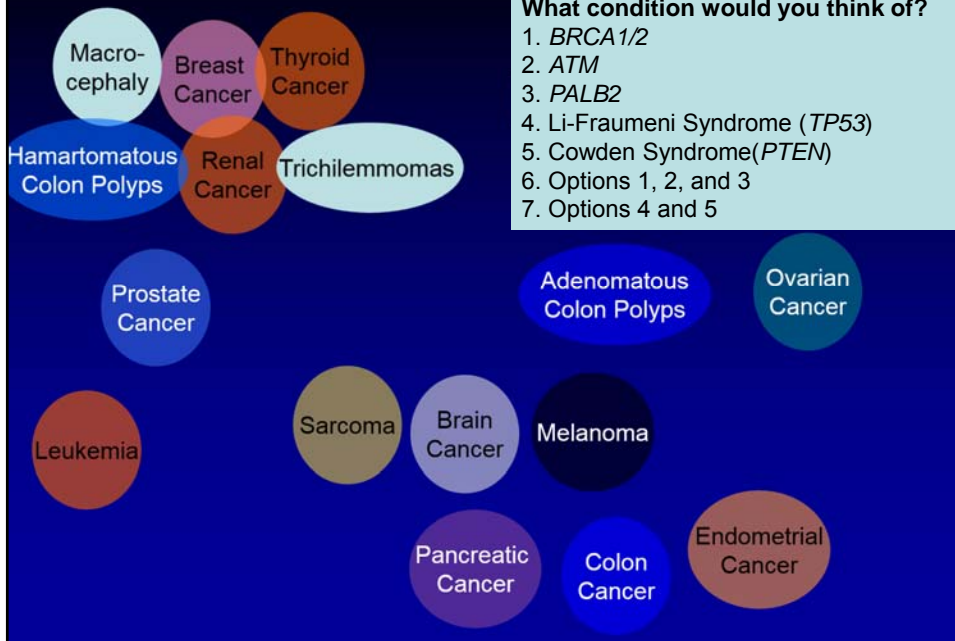 What condition would you think of?
1. BRCA1/2
2. ATM
3. PALB2
4. Li-Fraumeni Syndrome (TP53)
5. Cowden Syndrome(PTEN)
6. Options 1, 2, and 3
7. Options 4 and 5
Macro-
cephaly
Breast
Cancer
Thyroid
Cancer
Hamartomatous
Colon Polyps
Renal
Cancer
Trichilemmomas
Prostate
Cancer
Adenomatous
Colon Polyps
Ovarian
Cancer
Leukemia
Sarcoma
Brain
Cancer
Melanoma
Pancreatic
Cancer
Colon
Cancer
Endometrial
Cancer